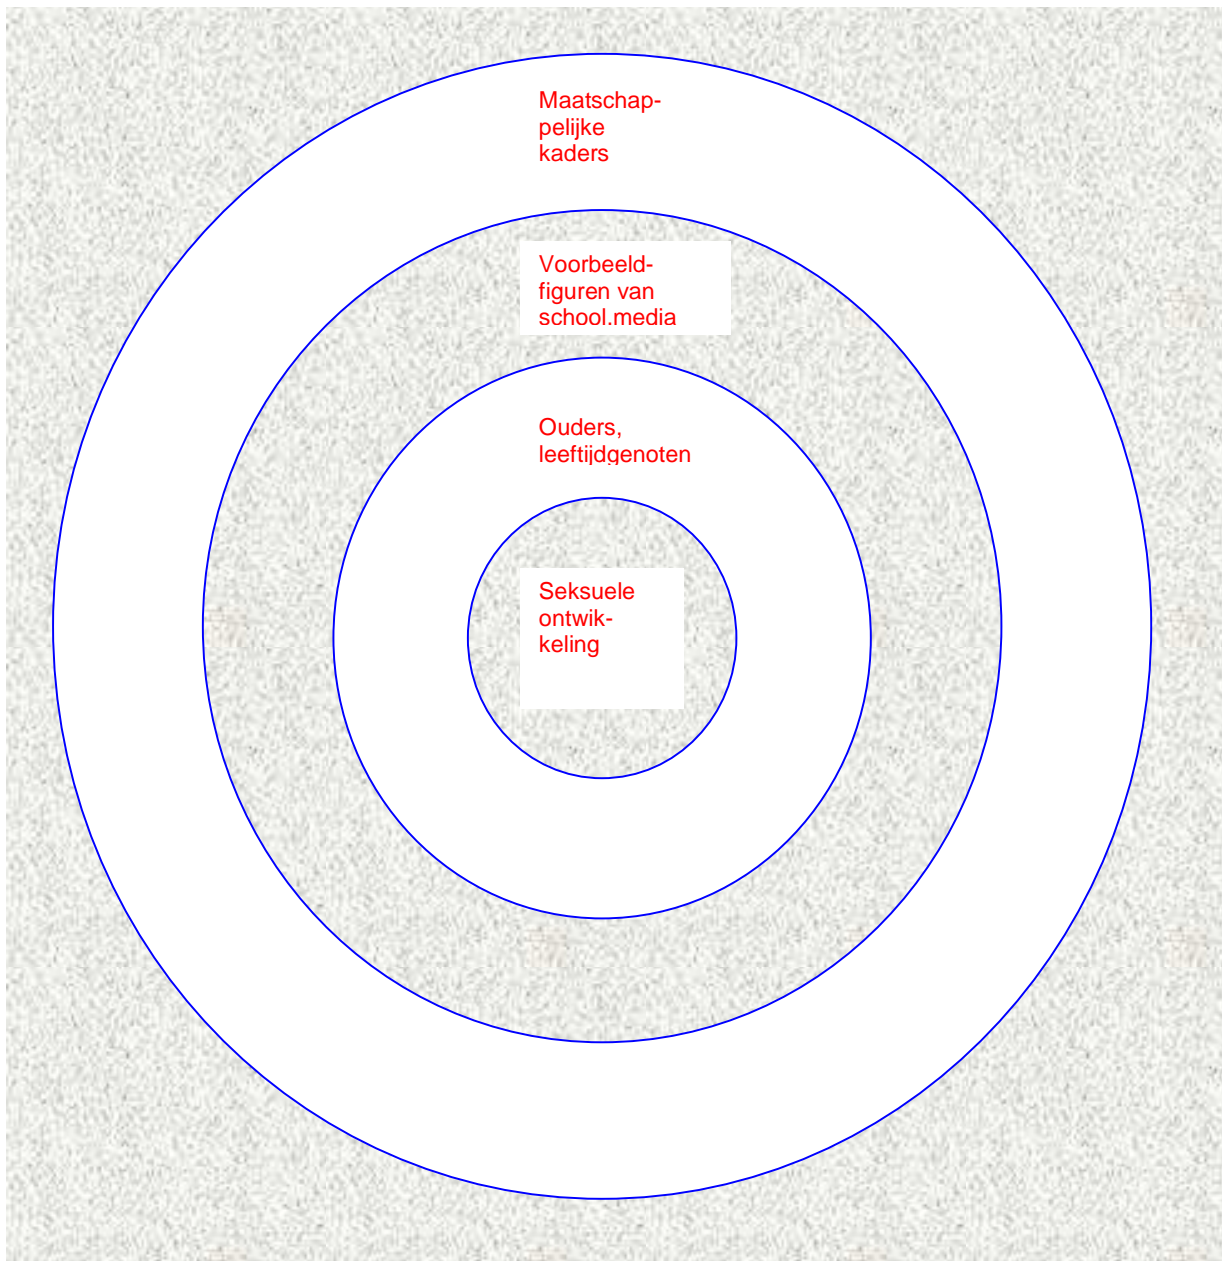 Maatschap-
pelijke
kaders
Voorbeeld-
figuren van
school.media
Ouders,
leeftijdgenoten
Seksuele
ontwik-
keling